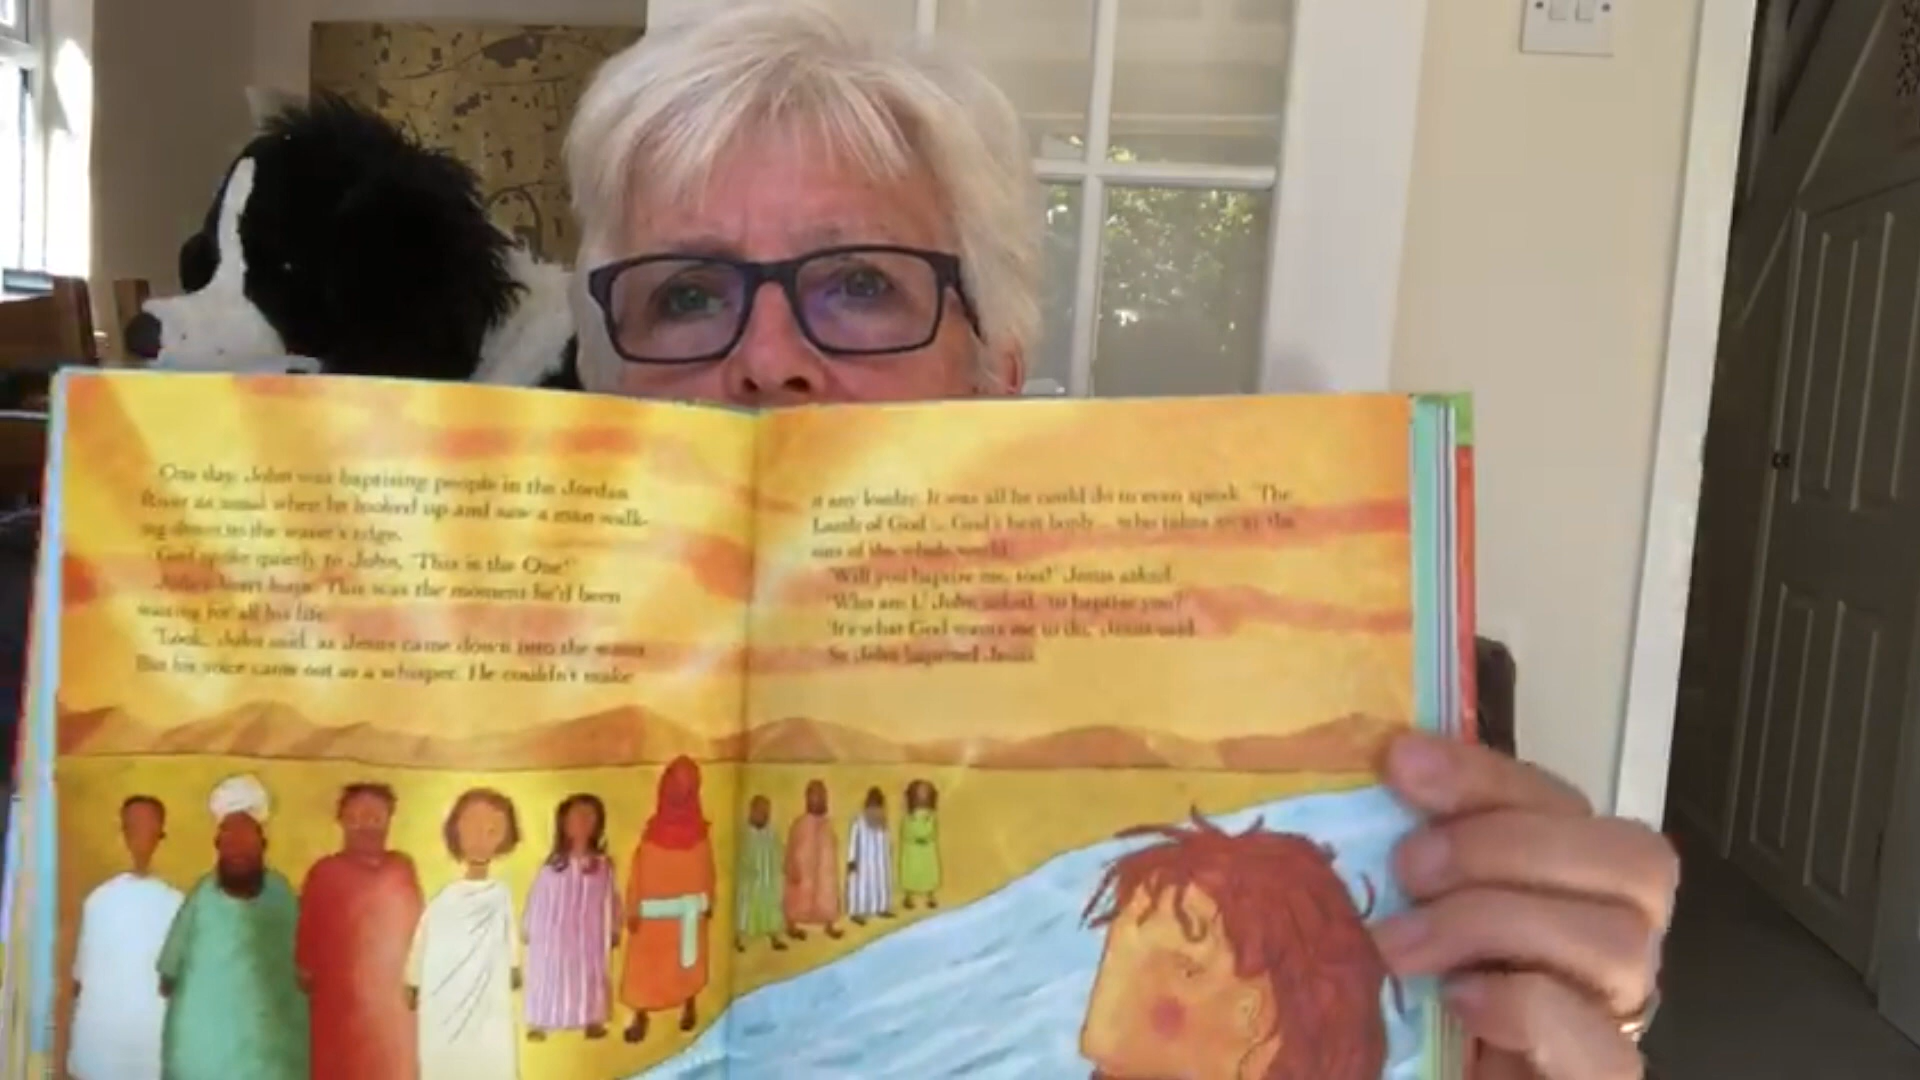 One day, John was baptising people in the Jordan
River as usual when he looked up and saw a man walk-
ing down to the water's edge.
God spoke quietly to John, 'This is the One!'
John's heart leapt. This was the moment he'd been
waiting for all his life.
'Look,' John said, as Jesus came down into the water.
But his voice came out as a whisper. He couldn't make
it any louder. It was all he could do to even speak. 'The
Lamb of God ... God's best lamb ... who takes away the
sins of the whole world.'
'Will you baptise me, too?' Jesus asked.
'Who am I,' John asked, 'to baptise you?'
'It's what God wants me to do,' Jesus said.
So John baptised Jesus.